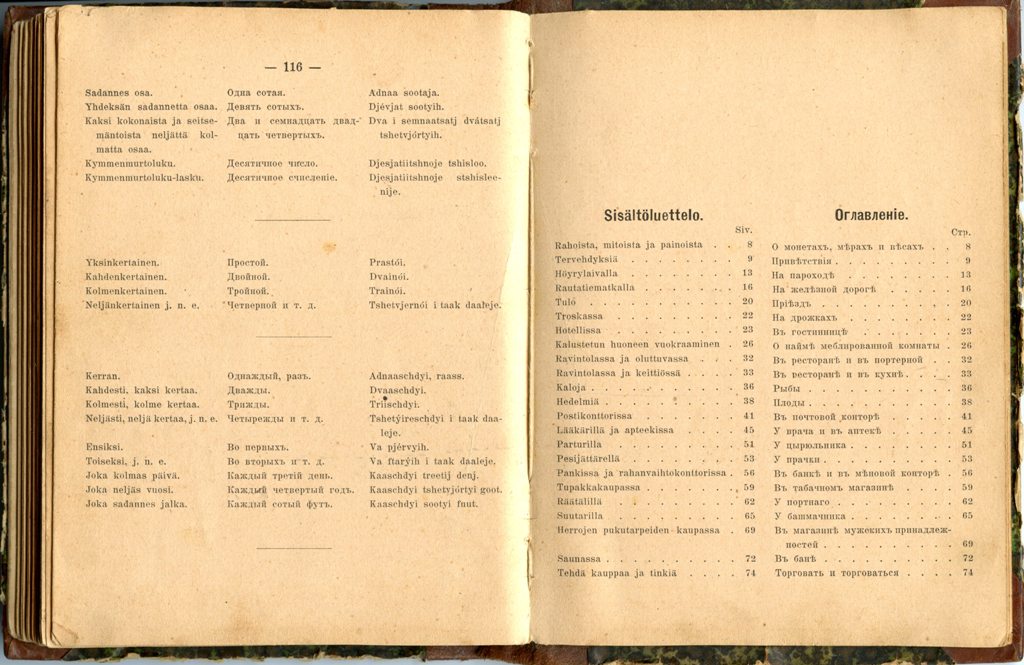 — 116 —
Sadannes osa. Одна сотая. Adnaa sootaja.
Yhdeksän sadannetta osaa. Девять сотыхъ. Djévjat sootyih.
Kaksi kokonaista ja seitse- Два и семнадцать двад- Dva i semnaatsatj dvátsatj
mäntoista neljättä kol- цать четвертыхъ. tshetvjórtyih.
matta osaa.
Kymmenmurtoluku. Десятичное число. Djesjatiitshnoje tshisloo.
Kymmenmurtoluku-lasku. Десятичное счисленіе. Djesjatiitshnoje stshislee-
nije.
Yksinkertainen. Простой. Prastói.
Kahdenkertainen. Двойной. Dvainói.
Kolmenkertainen. Тройной. Trainói.
Neljänkertainen j. n. e. Четверной и т. д. Tshetvjernói i taak daaleje.
Kerran. Однаждый, разъ. Adnaaschdyi, raass.
Kahdesti, kaksi kertaa. Дважды. Dvaaschdyi.
Kolmesti, kolme kertaa. Трижды. Triischdyi.
Neljästi, neljä kertaa, j. n. e. Четырежды и т. д. Tshetýireschdyi i taak daa-
leje.
Ensiksi. Во первыхъ. Va pjérvyih.
Toiseksi, j. n. e. Во вторыхъ и т. д. Va ftarýih i taak daaleje.
Joka kolmas päivä. Каждый третій день. Kaaschdyi treetij denj.
Joka neljäs vuosi. Каждый четвертый годъ. Kaaschdyi tshetvjórtyi goot.
Joka sadannes jalka. Каждый сотый футъ. Kaaschdyi sootyi fuut.
Sisältöluettelo.
Siv.
Rahoista, mitoista ja painoista . . 8
Tervehdyksiä . . . . . . . . 9
Höyrylaivalla . . . . . . . . 13
Rautatiematkalla . . . . . . . 16
Tulo . . . . . . . . . . 20
Troskassa . . . . . . . . . 22
Hotellissa . . . . . . . . . 23
Kalustetun huoneen vuokraaminen . 26
Ravintolassa ja oluttuvassa . . . 32
Ravintolassa ja keittiössä . . . . . 33
Kaloja . . . . . . . . . . 36
Hedelmiä . . . . . . . . . 38
Postikonttorissa . . . . . . . 41
Lääkärillä ja apteekissa . . . . . 45
Parturilla . . . . . . . . . 51
Pesijättärellä . . . . . . . . 53
Pankissa ja rahanvaihtokonttorissa . 56
Tupakkakaupassa . . . . . . . 59
Räätälillä . . . . . . . . . 62
Suutarilla . . . . . . . . . 65
Herrojen pukutarpeiden kaupassa . 69
Saunassa . . . . . . . . . . 72
Tehdä kauppaa ja tinkiä . . . . . 74
Оглавленіе.
Стр.
О монетахъ, мѣрахъ и вѣсахъ . . 8
Привѣтствія . . . . . . . . 9
На пароходѣ . . . . . . . . 13
На желѣзной дорогѣ . . . . . 16
Пріѣздъ . . . . . . . . . 20
На дрожкахъ . . . . . . . . 22
Въ гостинницѣ . . . . . . . 23
О наймѣ меблированной комнаты . 26
Въ ресторанѣ и въ портерной . . 32
Въ ресторанѣ и въ кухнѣ . . . . 33
Рыбы . . . . . . . . . . 36
Плоды . . . . . . . . . . 38
Въ почтовой конторѣ . . . . . 41
У врача и въ аптекѣ . . . . . 45
У цырюльника . . . . . . . . 51
У прачки . . . . . . . . . 53
Въ банкѣ и въ мѣновой конторѣ . 56
Въ табачномъ магазинѣ . . . . 59
У портнаго . . . . . . . . . 62
У башмачника . . . . . . . . 65
Въ магазинѣ мужескихъ принадлеж-
ностей . . . . . . . . . . 69
Въ банѣ . . . . . . . . . . 72
Торговать и торговаться . . . . 74